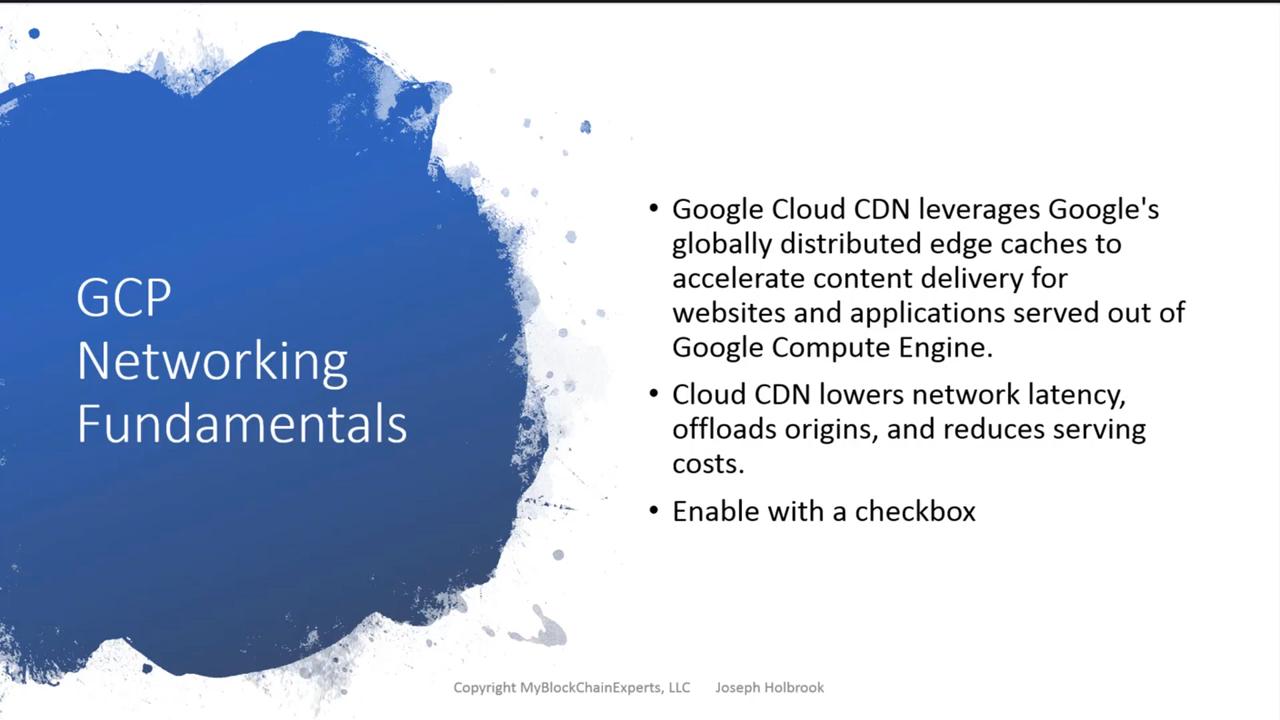 GCP
Networking
Fundamentals
• Google Cloud CDN leverages Google's
globally distributed edge caches to
accelerate content delivery for
websites and applications served out of
Google Compute Engine.
• Cloud CDN lowers network latency,
offloads origins, and reduces serving
costs.
• Enable with a checkbox
Copyright MyBlockChainExperts, LLC Joseph Holbrook